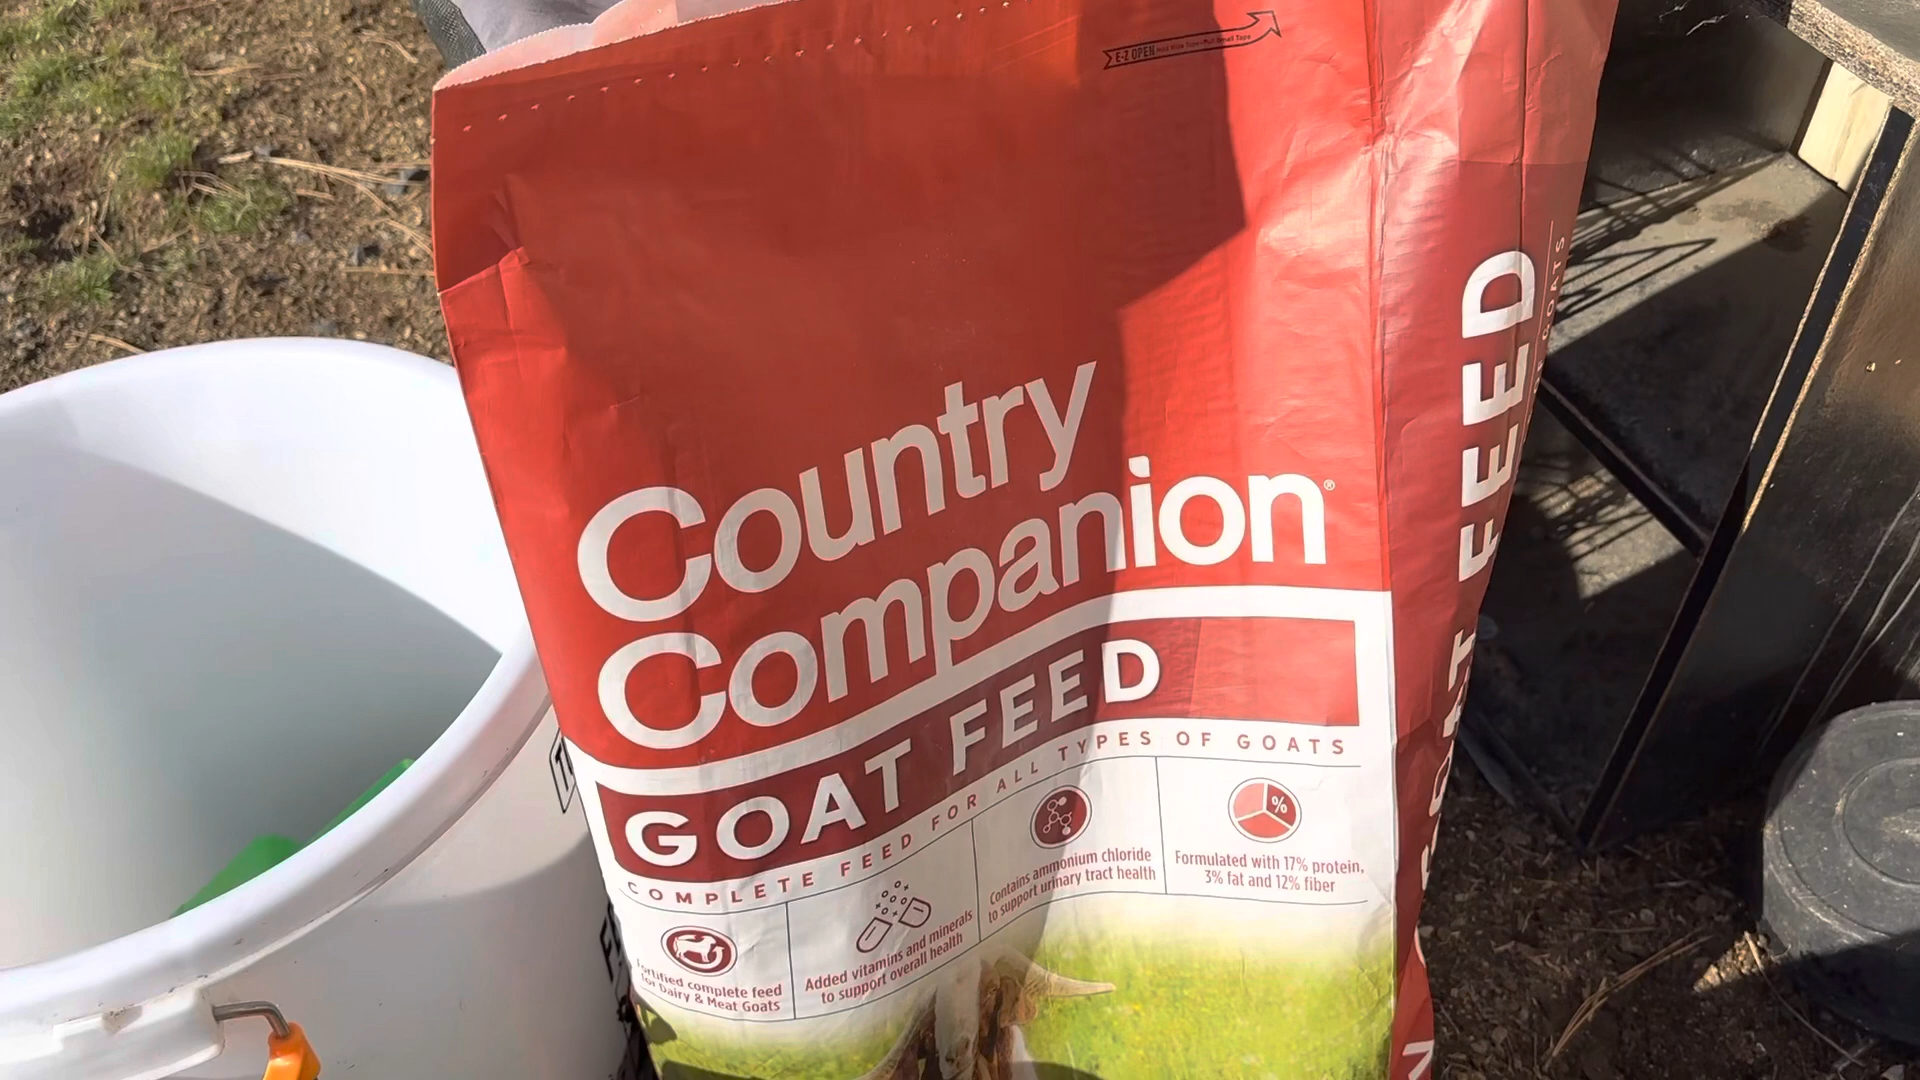 E-Z OPEN
Country
Companion®
GOAT FEED
COMPLETE FEED FOR ALL TYPES OF GOATS
Fortified complete feed
for Dairy & Meat Goats
Added vitamins and minerals
to support overall health
Contains ammonium chloride
to support urinary tract health
%
Formulated with 17% protein,
3% fat and 12% fiber
GOAT FEED
GOATS